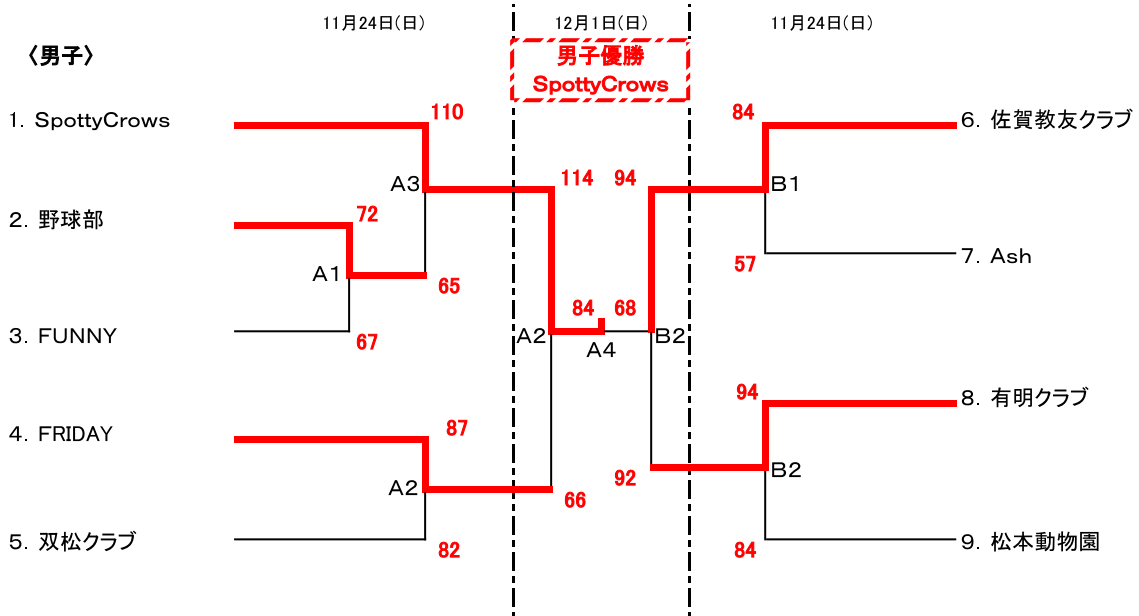 11月24日(日)
12月1日(日)
11月24日(日)
〈男子〉
男子優勝
SpottyCrows
1. SpottyCrows
110
84
6. 佐賀教友クラブ
A3
114
94
B1
2. 野球部
72
7. Ash
57
A1
65
3. FUNNY
67
84
68
A2
A4
B2
94
8. 有明クラブ
4. FRIDAY
87
A2
66
92
B2
5. 双松クラブ
82
84
9. 松本動物園